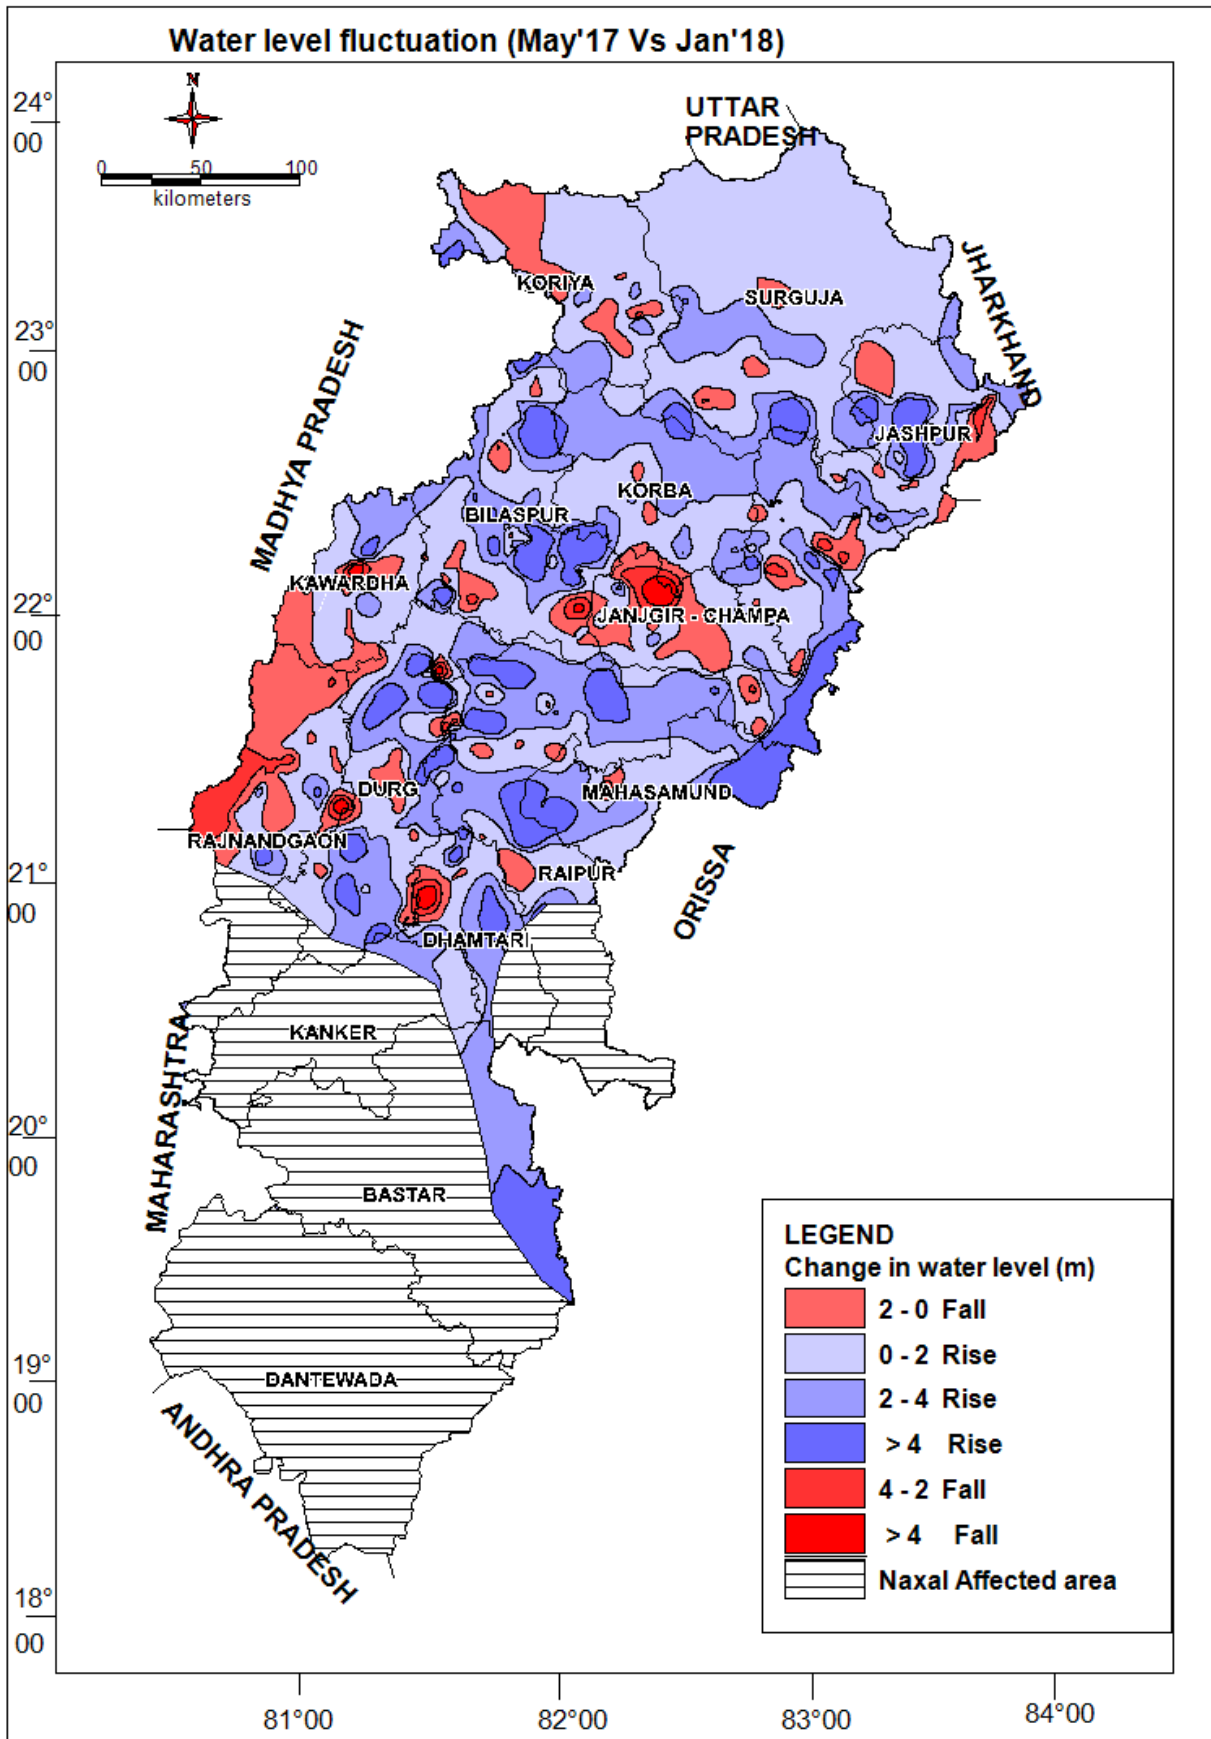 Water level fluctuation (May'17 Vs Jan'18)
N
0 50 100
kilometers
24°
00
23°
00
22°
00
21°
00
20°
00
19°
00
18°
00
UTTAR
PRADESH
JHARKHAND
MADHYA PRADESH
ORISSA
MAHARASHTRA
ANDHRA PRADESH
KORIYA
SURGUJA
JASHPUR
KORBA
BILASPUR
KAWARDHA
JANJGIR - CHAMPA
DURG
MAHASAMUND
RAJNANDGAON
RAIPUR
DHAMTARI
KANKER
BASTAR
DANTEWADA
LEGEND
Change in water level (m)
2 - 0 Fall
0 - 2 Rise
2 - 4 Rise
> 4 Rise
4 - 2 Fall
> 4 Fall
Naxal Affected area
81°00 82°00 83°00 84°00